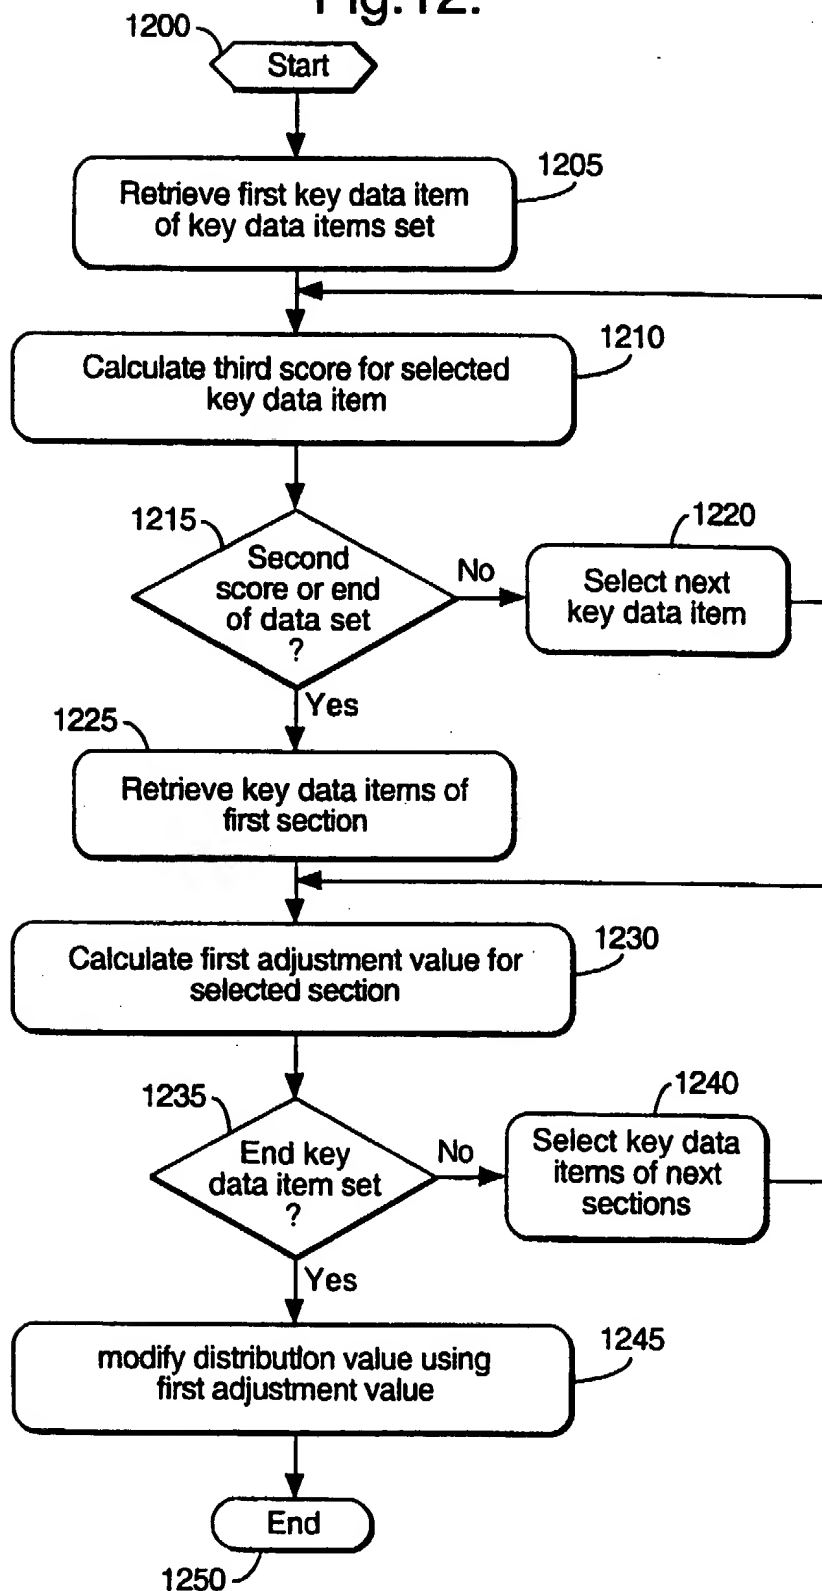 Fig.12.
1200
Start
1205
Retrieve first key data item
of key data items set
1210
Calculate third score for selected
key data item
1215
Second
score or end
of data set
?
No
1220
Select next
key data item
Yes
1225
Retrieve key data items of
first section
1230
Calculate first adjustment value for
selected section
1235
End key
data item set
?
No
1240
Select key data
items of next
sections
Yes
1245
modify distribution value using
first adjustment value
End
1250